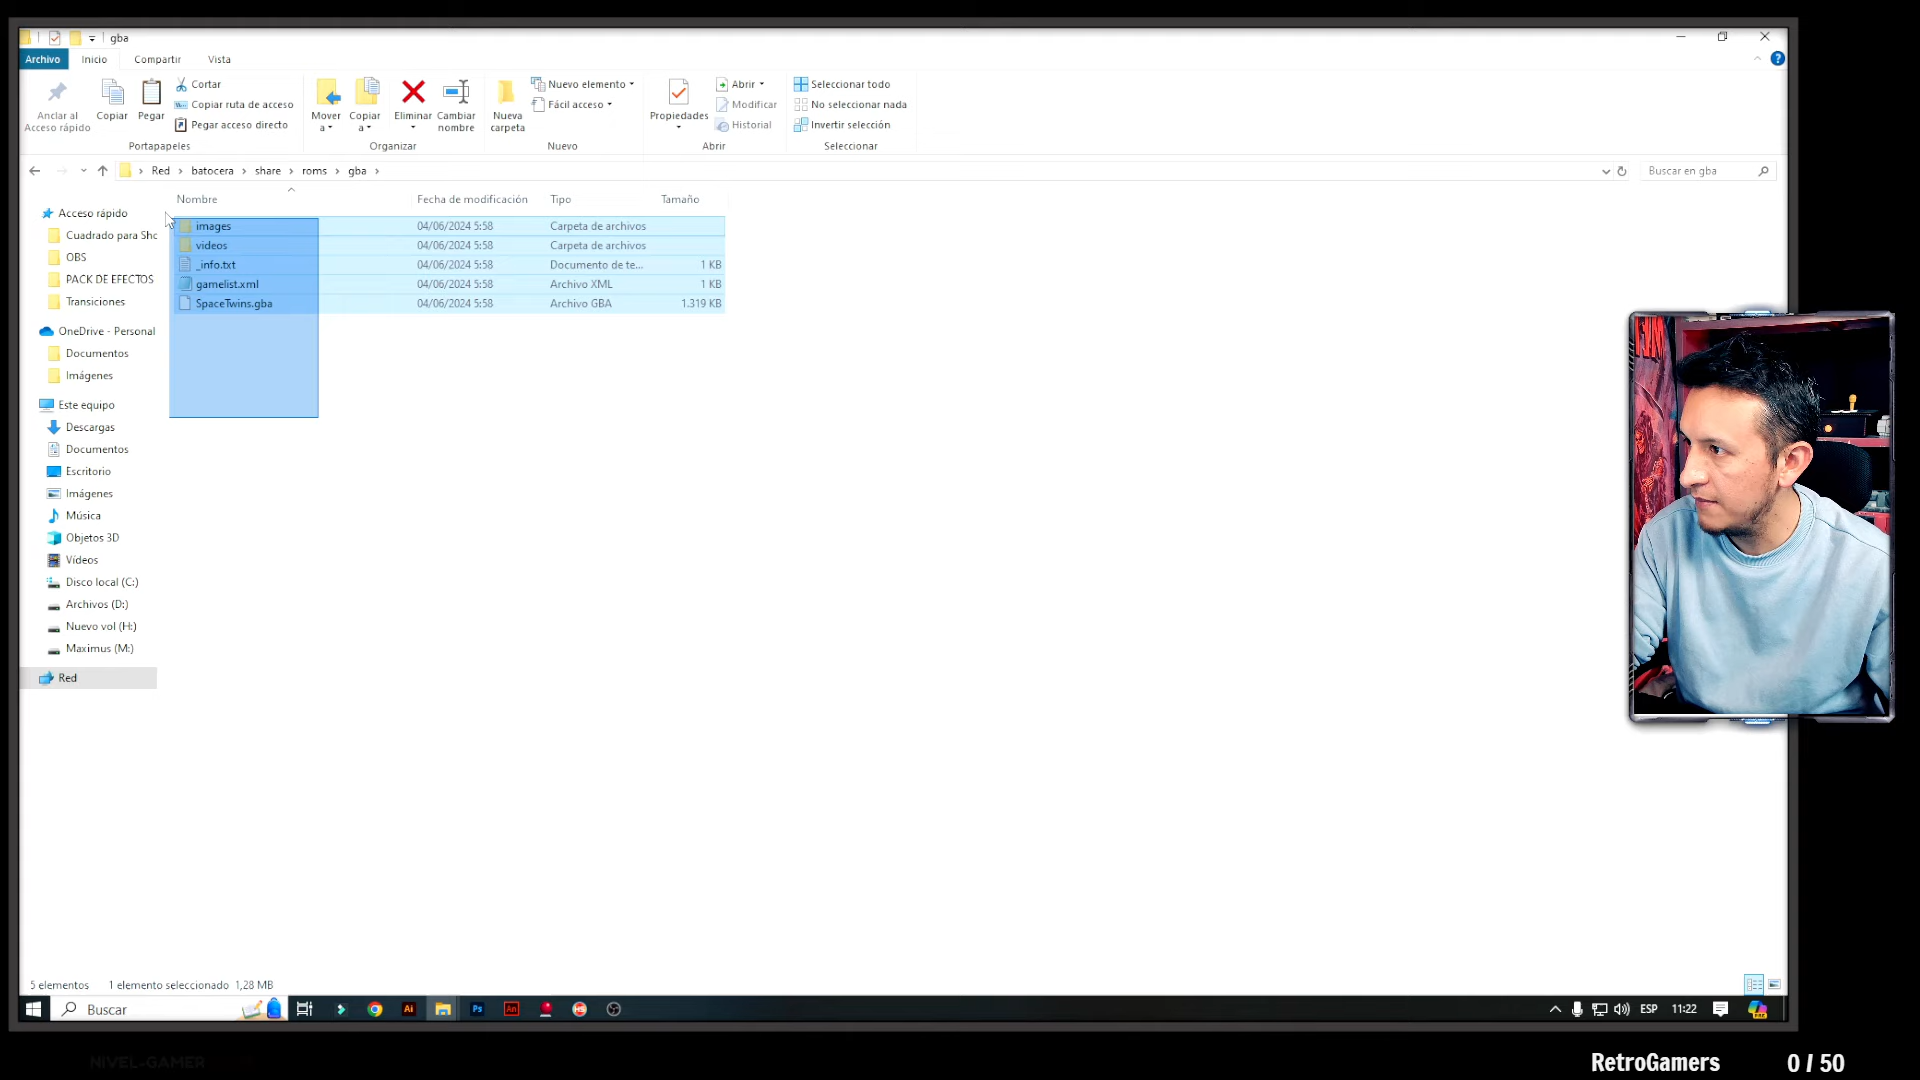 gba
Archivo Inicio Compartir Vista
Anclar al Acceso rápido
Copiar
Pegar
Cortar
Copiar ruta de acceso
Pegar acceso directo
Portapapeles
Mover a
Copiar a
Eliminar
Cambiar nombre
Organizar
Nueva carpeta
Nuevo elemento
Fácil acceso
Nuevo
Propiedades
Abrir
Modificar
Historial
Abrir
Seleccionar todo
No seleccionar nada
Invertir selección
Seleccionar
Red › batocera › share › roms › gba ›
Buscar en gba
Nombre Fecha de modificación Tipo Tamaño
images 04/06/2024 5:58 Carpeta de archivos
videos 04/06/2024 5:58 Carpeta de archivos
_info.txt 04/06/2024 5:58 Documento de te... 1 KB
gamelist.xml 04/06/2024 5:58 Archivo XML 1 KB
SpaceTwins.gba 04/06/2024 5:58 Archivo GBA 1.319 KB
Acceso rápido
Cuadrado para Sho
OBS
PACK DE EFECTOS
Transiciones
OneDrive - Personal
Documentos
Imágenes
Este equipo
Descargas
Documentos
Escritorio
Imágenes
Música
Objetos 3D
Vídeos
Disco local (C:)
Archivos (D:)
Nuevo vol (H:)
Maximus (M:)
Red
5 elementos 1 elemento seleccionado 1,28 MB
Buscar
Ai
Ps
An
ESP 11:22
NIVEL-GAMER
RetroGamers 0 / 50